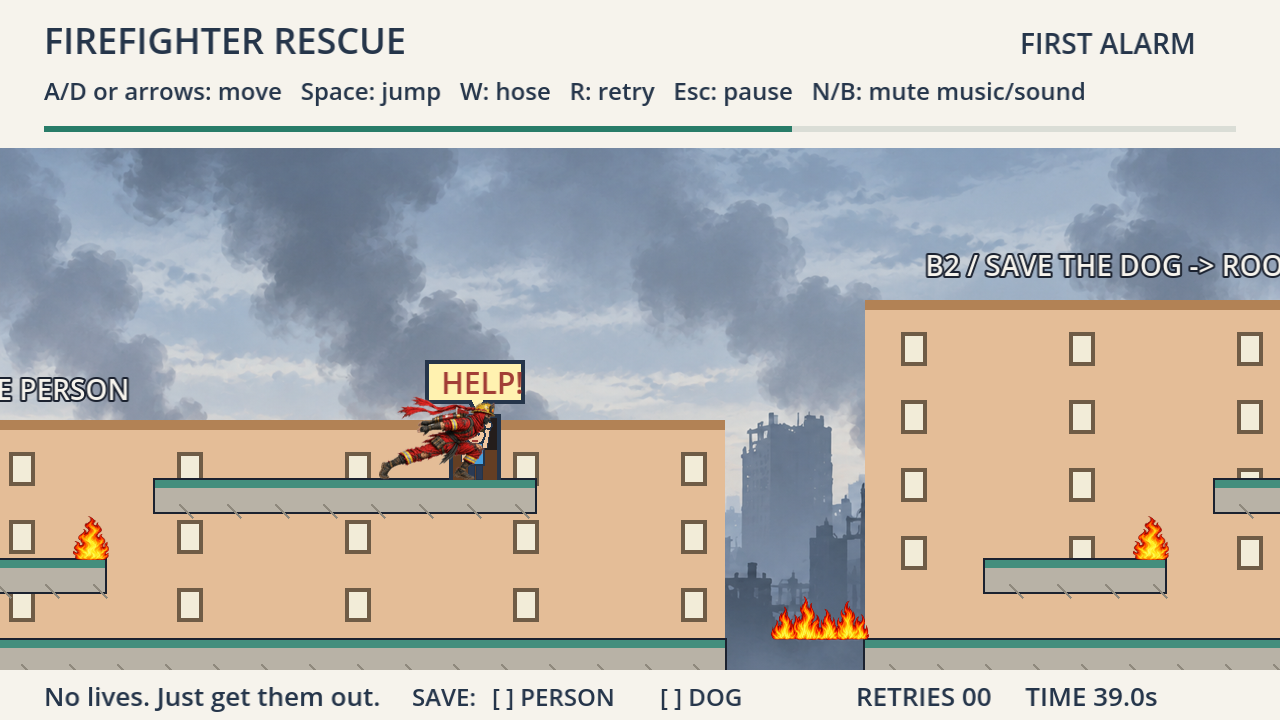 FIREFIGHTER RESCUE
FIRST ALARM
A/D or arrows: move   Space: jump   W: hose   R: retry   Esc: pause   N/B: mute music/sound
B2 / SAVE THE DOG -> ROO
HELP!
E PERSON
No lives. Just get them out.   SAVE:   [ ] PERSON   [ ] DOG   RETRIES 00   TIME 39.0s